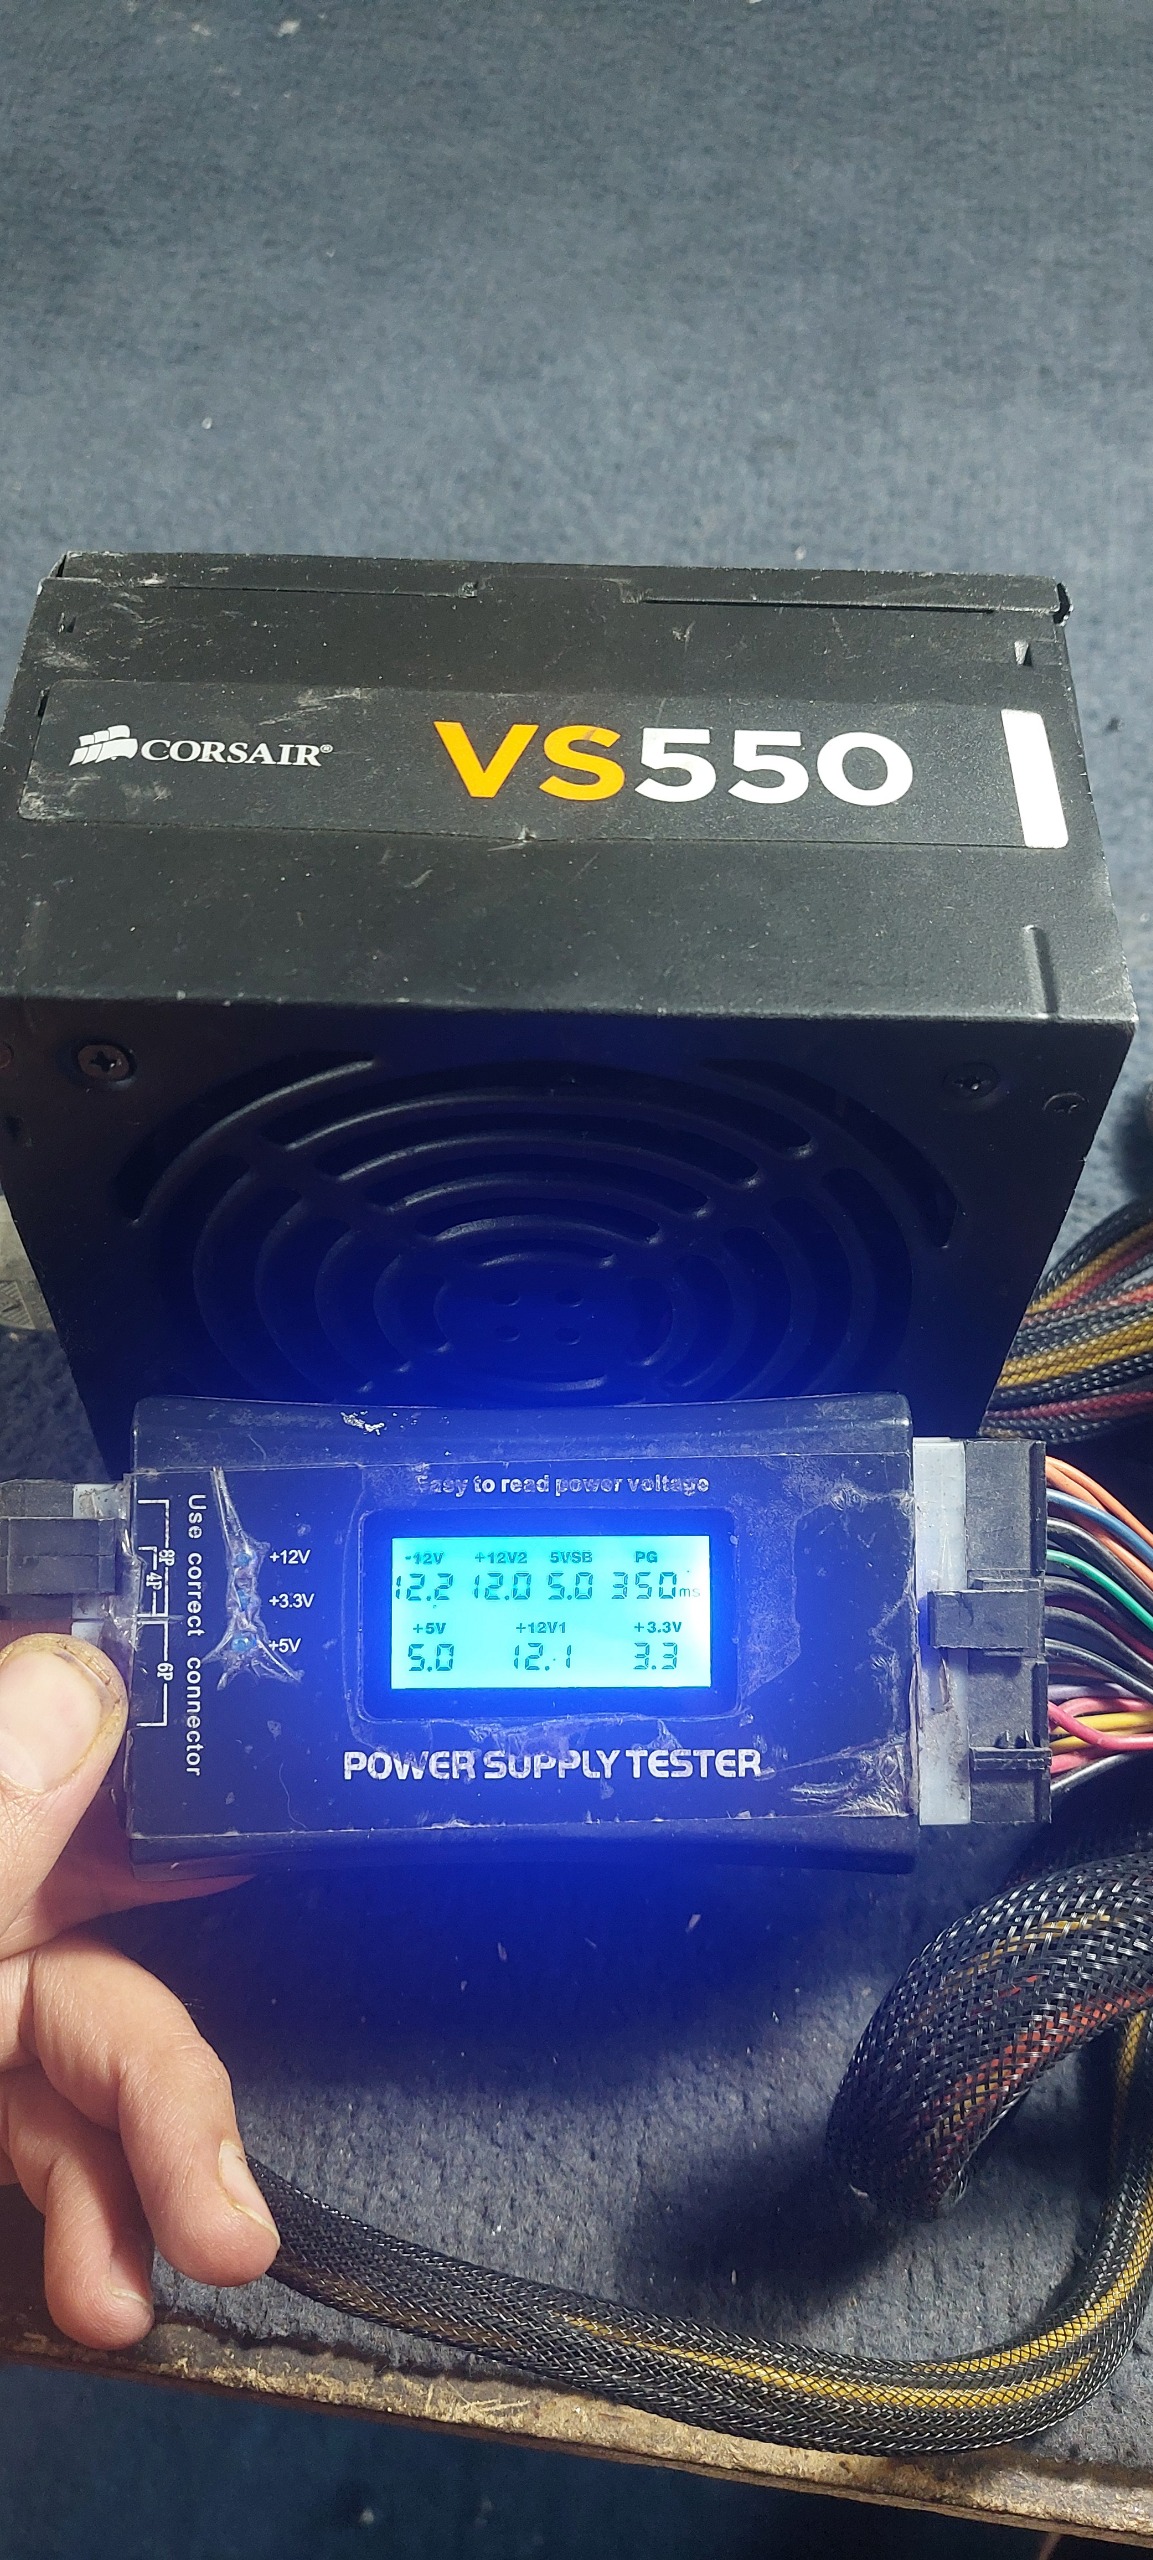 CORSAIR® VS550
Easy to read power voltage
Use correct connector
8P
4P
6P
+12V
+3.3V
+5V
-12V +12V2 5VSB PG
12.2 12.0 5.0 350ms
+5V +12V1 +3.3V
5.0 12.1 3.3
POWER SUPPLY TESTER